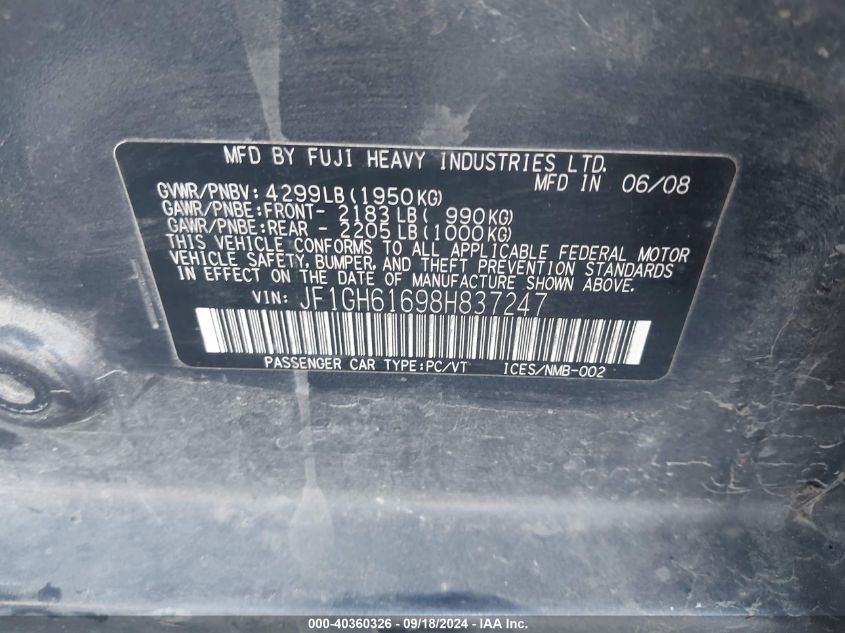 MFD BY FUJI HEAVY INDUSTRIES LTD.
MFD IN 06/08
GVWR/PNBV: 4299LB(1950KG)
GAWR/PNBE:FRONT- 2183LB( 990KG)
GAWR/PNBE:REAR - 2205LB(1000KG)
THIS VEHICLE CONFORMS TO ALL APPLICABLE FEDERAL MOTOR
VEHICLE SAFETY, BUMPER, AND THEFT PREVENTION STANDARDS
IN EFFECT ON THE DATE OF MANUFACTURE SHOWN ABOVE.
VIN: JF1GH61698H837247
PASSENGER CAR TYPE:PC/VT ICES/NMB-002
000-40360326 - 09/18/2024 - IAA Inc.